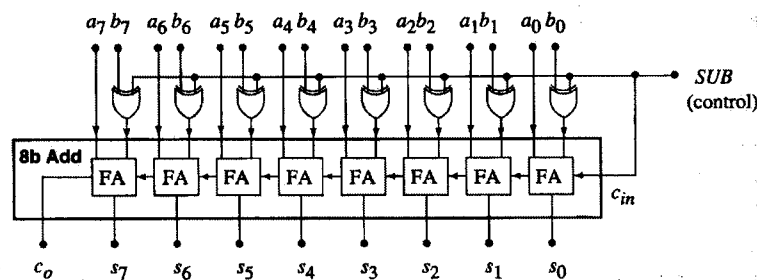 a7 b7 a6 b6 a5 b5 a4 b4 a3 b3 a2 b2 a1 b1 a0 b0
SUB
(control)
8b Add
FA FA FA FA FA FA FA FA
cin
co s7 s6 s5 s4 s3 s2 s1 s0